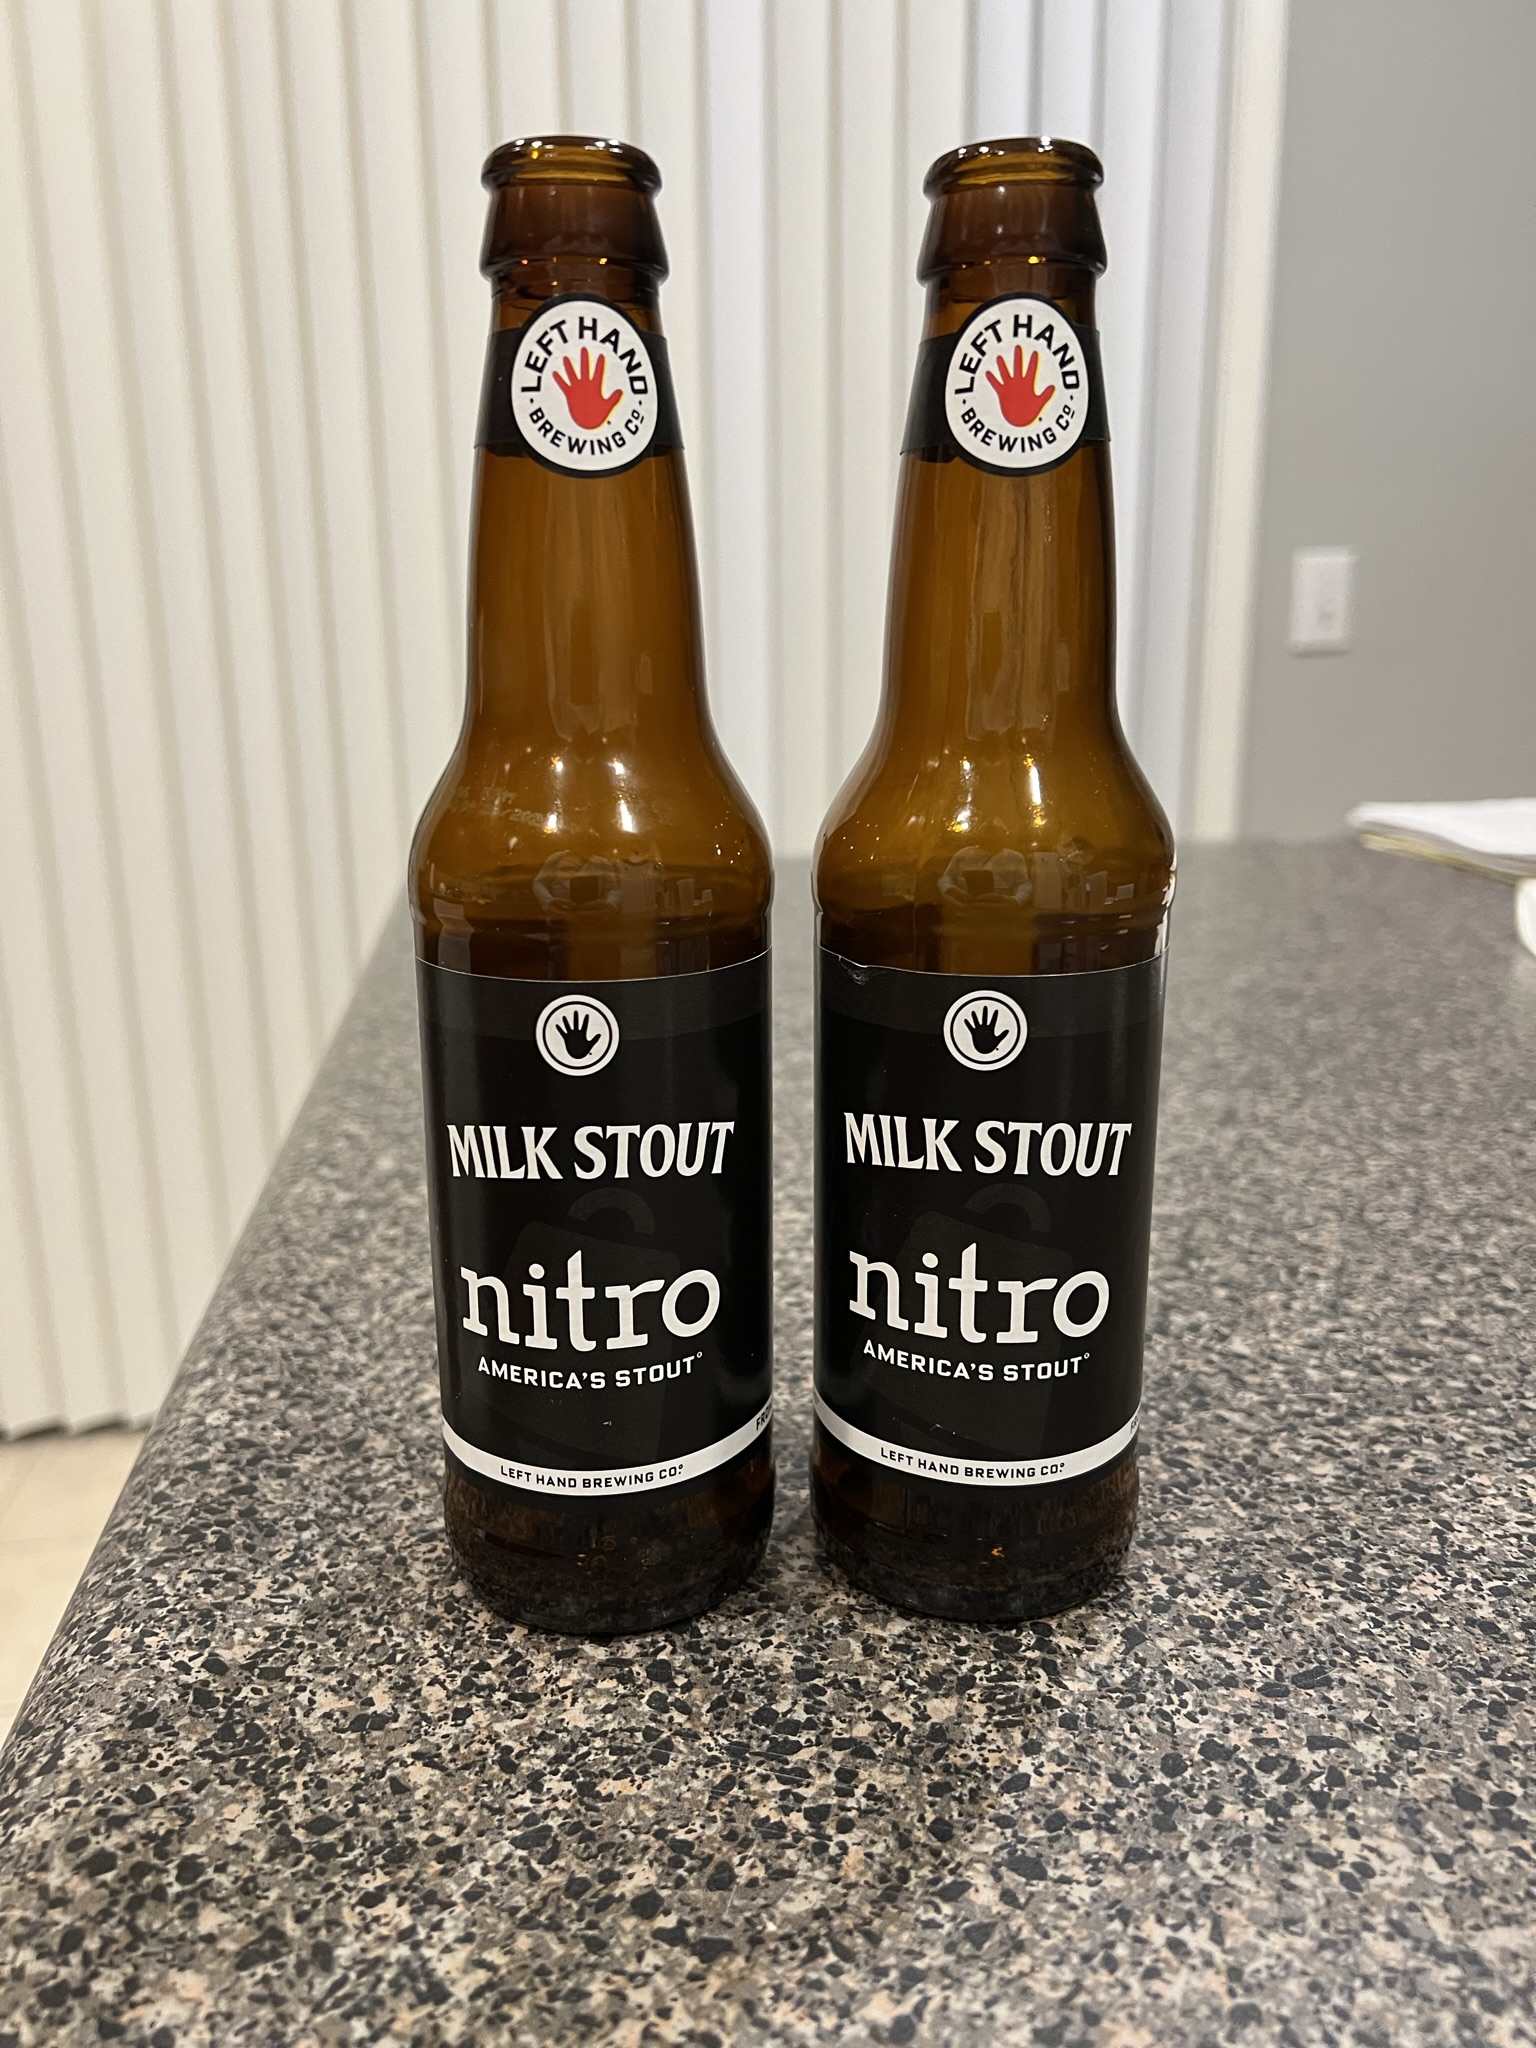 LEFT HAND
BREWING Co
LEFT HAND
BREWING Co
MILK STOUT
nitro
AMERICA'S STOUT
LEFT HAND BREWING CO.
MILK STOUT
nitro
AMERICA'S STOUT
LEFT HAND BREWING CO.